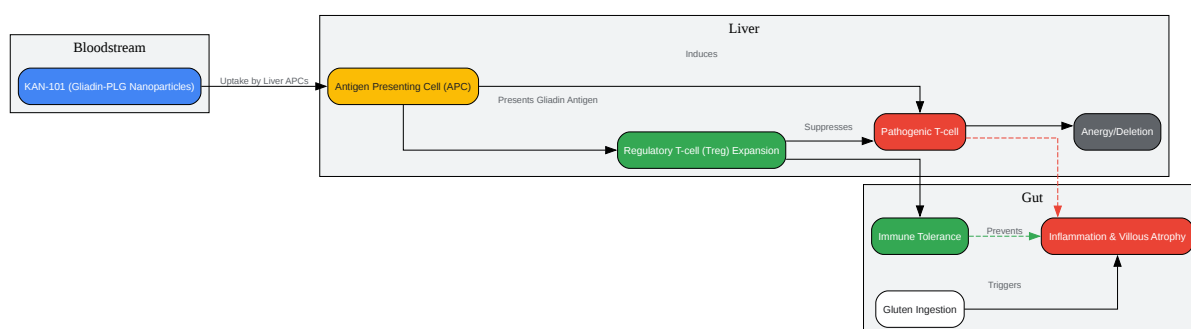 Bloodstream
KAN-101 (Gliadin-PLG Nanoparticles)
Uptake by Liver APCs
Liver
Induces
Antigen Presenting Cell (APC)
Presents Gliadin Antigen
Suppresses
Pathogenic T-cell
Anergy/Deletion
Regulatory T-cell (Treg) Expansion
Gut
Immune Tolerance
Prevents
Inflammation & Villous Atrophy
Triggers
Gluten Ingestion